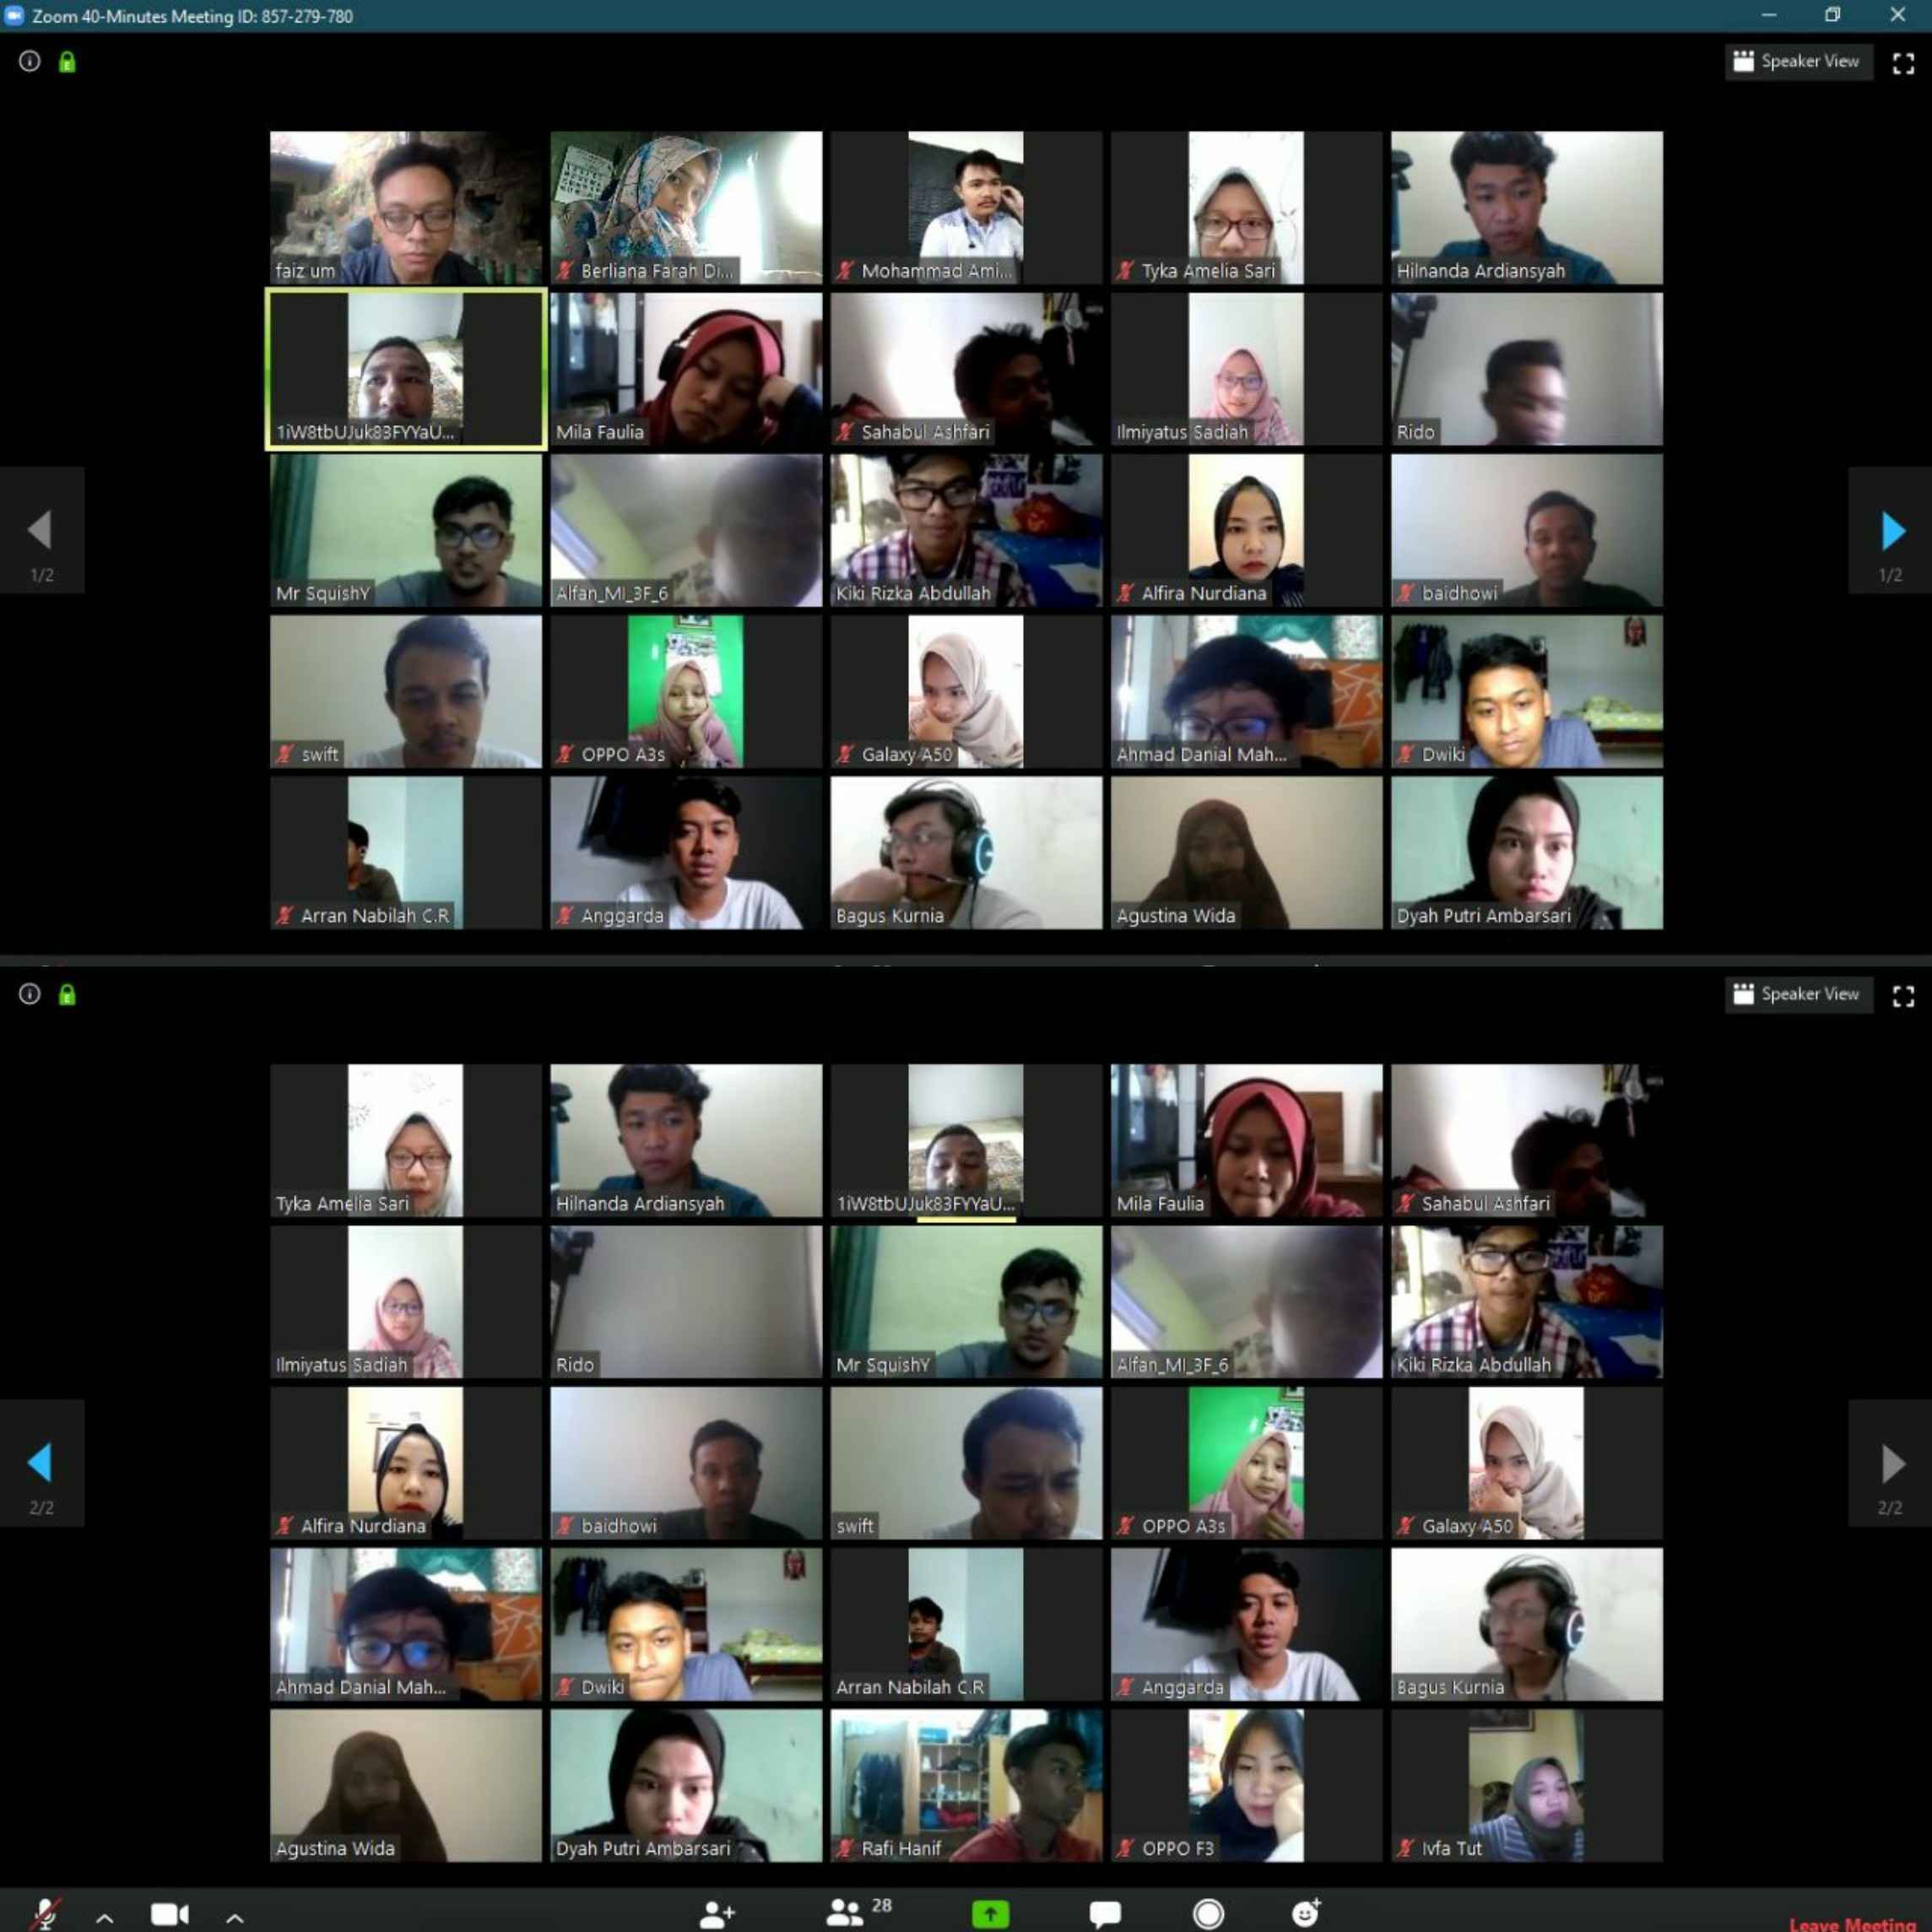 Zoom 40-Minutes Meeting ID: 857-279-780
Speaker View
faiz um
Berliana Farah Di...
Mohammad Ami...
Tyka Amelia Sari
Hilnanda Ardiansyah
1iW8tbUJuk83FYYaU...
Mila Faulia
Sahabul Ashfari
Ilmiyatus Sadiah
Rido
1/2
Mr SquishY
Alfan_MI_3F_6
Kiki Rizka Abdullah
Alfira Nurdiana
baidhowi
1/2
swift
OPPO A3s
Galaxy A50
Ahmad Danial Mah...
Dwiki
Arran Nabilah C.R
Anggarda
Bagus Kurnia
Agustina Wida
Dyah Putri Ambarsari
Speaker View
Tyka Amelia Sari
Hilnanda Ardiansyah
1iW8tbUJuk83FYYaU...
Mila Faulia
Sahabul Ashfari
Ilmiyatus Sadiah
Rido
Mr SquishY
Alfan_MI_3F_6
Kiki Rizka Abdullah
2/2
Alfira Nurdiana
baidhowi
swift
OPPO A3s
Galaxy A50
2/2
Ahmad Danial Mah...
Dwiki
Arran Nabilah C.R
Anggarda
Bagus Kurnia
Agustina Wida
Dyah Putri Ambarsari
Rafi Hanif
OPPO F3
Ivfa Tut
28
Leave Meeting